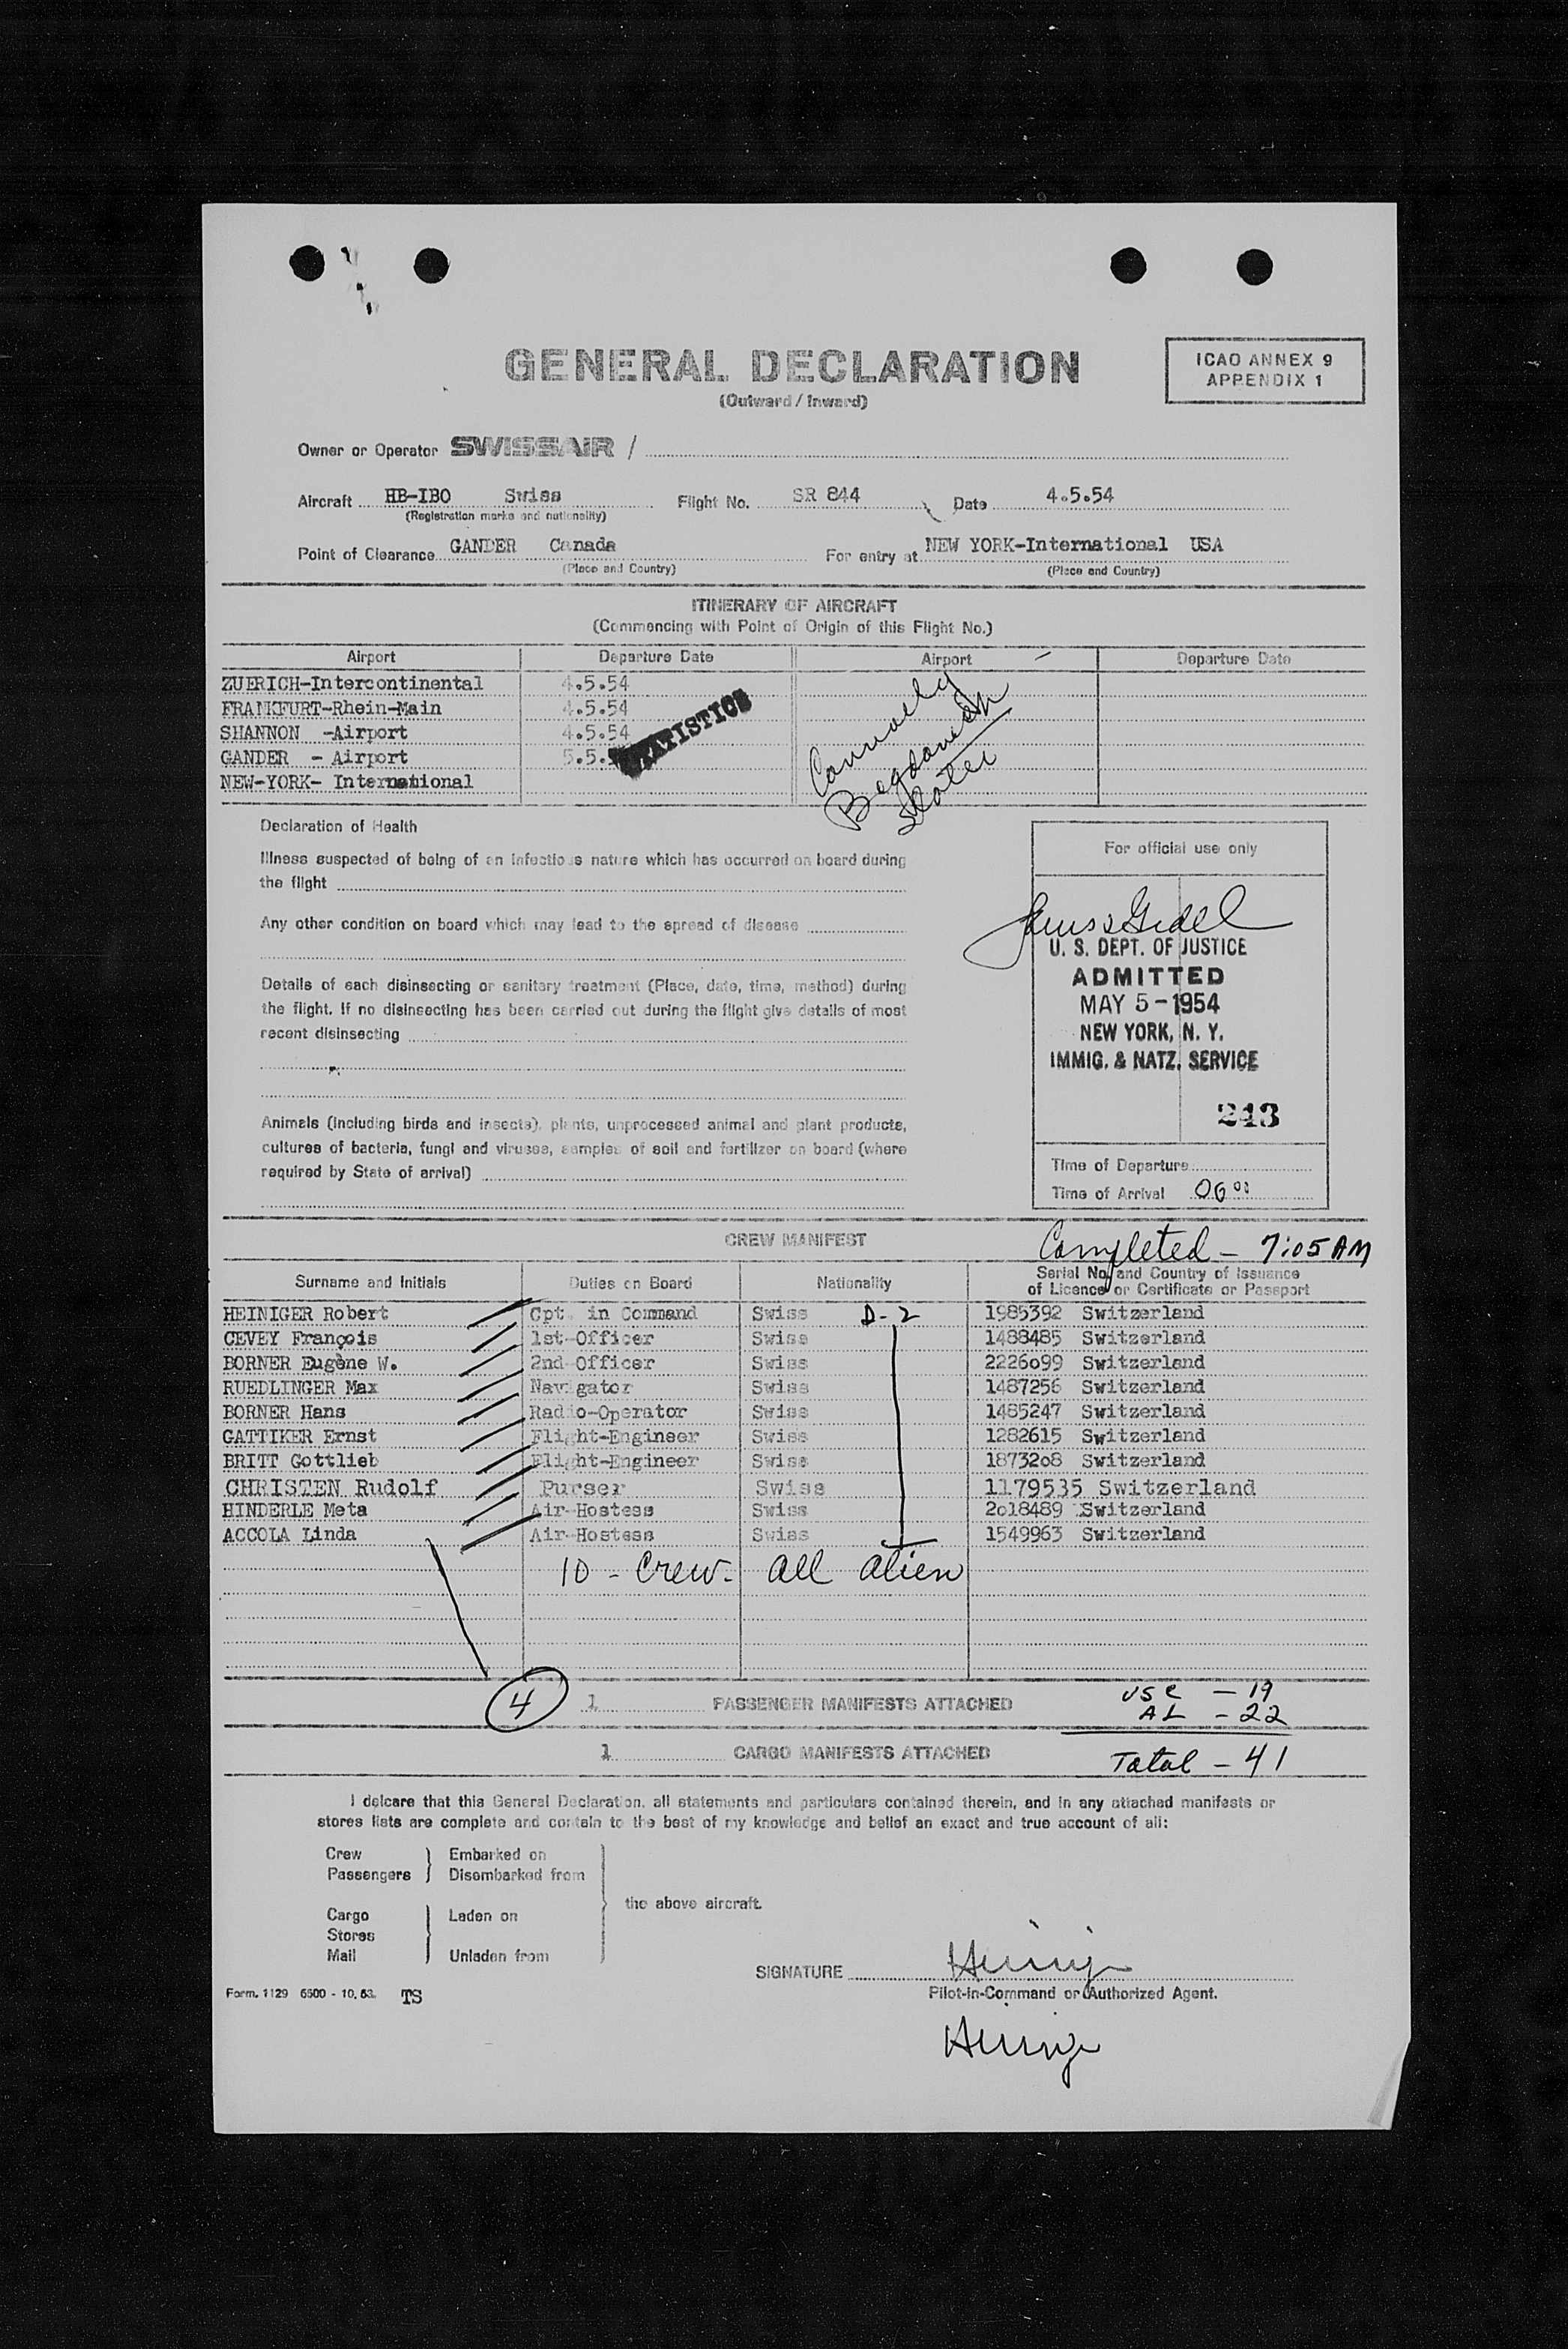 GENERAL DECLARATION
(Outward / Inward)
ICAO ANNEX 9
APPENDIX 1
Owner or Operator SWISSAIR /
Aircraft HB-IBO Swiss Flight No. SR 844 Date 4.5.54
(Registration marks and nationality)
Point of Clearance GANDER Canada For entry at NEW YORK-International USA
(Place and Country) (Place and Country)
ITINERARY OF AIRCRAFT
(Commencing with Point of Origin of this Flight No.)
Airport Departure Date Airport Departure Date
ZUERICH-Intercontinental 4.5.54
FRANKFURT-Rhein-Main 4.5.54
SHANNON -Airport 4.5.54
GANDER - Airport 5.5.
NEW-YORK- International
STATISTICS
Connolly
Bogdanich
Slater
Declaration of Health
Illness suspected of being of an infectious nature which has occurred on board during
the flight
Any other condition on board which may lead to the spread of disease
Details of each disinsecting or sanitary treatment (Place, date, time, method) during
the flight. If no disinsecting has been carried out during the flight give details of most
recent disinsecting
Animals (including birds and insects), plants, unprocessed animal and plant products,
cultures of bacteria, fungi and viruses, samples of soil and fertilizer on board (where
required by State of arrival)
For official use only
U. S. DEPT. OF JUSTICE
ADMITTED
MAY 5-1954
NEW YORK, N. Y.
IMMIG. & NATZ. SERVICE
243
Time of Departure
Time of Arrival 06 00
CREW MANIFEST
Completed - 7:05 AM
Surname and Initials Duties on Board Nationality Serial No. and Country of Issuance
of Licence or Certificate or Passport
HEINIGER Robert Cpt. in Command Swiss D-2 1985392 Switzerland
CEVEY François 1st-Officer Swiss 1488485 Switzerland
BORNER Eugène W. 2nd-Officer Swiss 2226099 Switzerland
RUEDLINGER Max Navigator Swiss 1487256 Switzerland
BORNER Hans Radio-Operator Swiss 1485247 Switzerland
GATTIKER Ernst Flight-Engineer Swiss 1282615 Switzerland
BRITT Gottlieb Flight-Engineer Swiss 1873208 Switzerland
CHRISTEN Rudolf Purser Swiss 1179535 Switzerland
HINDERLE Meta Air-Hostess Swiss 2018489 Switzerland
ACCOLA Linda Air-Hostess Swiss 1549963 Switzerland
10 - Crew - all alien
4 1 PASSENGER MANIFESTS ATTACHED
USC - 19
AL - 22
1 CARGO MANIFESTS ATTACHED
Total - 41
I delcare that this General Declaration, all statements and particulars contained therein, and in any attached manifests or
stores lists are complete and contain to the best of my knowledge and belief an exact and true account of all:
Crew Embarked on
Passengers Disembarked from
the above aircraft.
Cargo Laden on
Stores
Mail Unladen from
SIGNATURE
Pilot-in-Command or Authorized Agent.
Form. 1129 6500 - 10. 53. TS